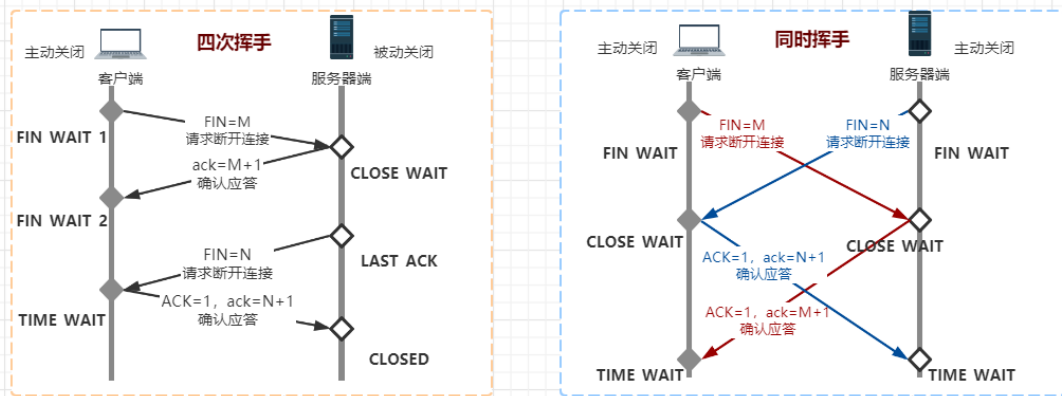 四次挥手
主动关闭
被动关闭
客户端
服务器端
FIN=M
请求断开连接
FIN WAIT 1
ack=M+1
确认应答
CLOSE WAIT
FIN WAIT 2
FIN=N
请求断开连接
LAST ACK
ACK=1，ack=N+1
确认应答
TIME WAIT
CLOSED
同时挥手
主动关闭
主动关闭
客户端
服务器端
FIN=M
请求断开连接
FIN=N
请求断开连接
FIN WAIT
FIN WAIT
CLOSE WAIT
CLOSE WAIT
ACK=1，ack=N+1
确认应答
ACK=1，ack=M+1
确认应答
TIME WAIT
TIME WAIT